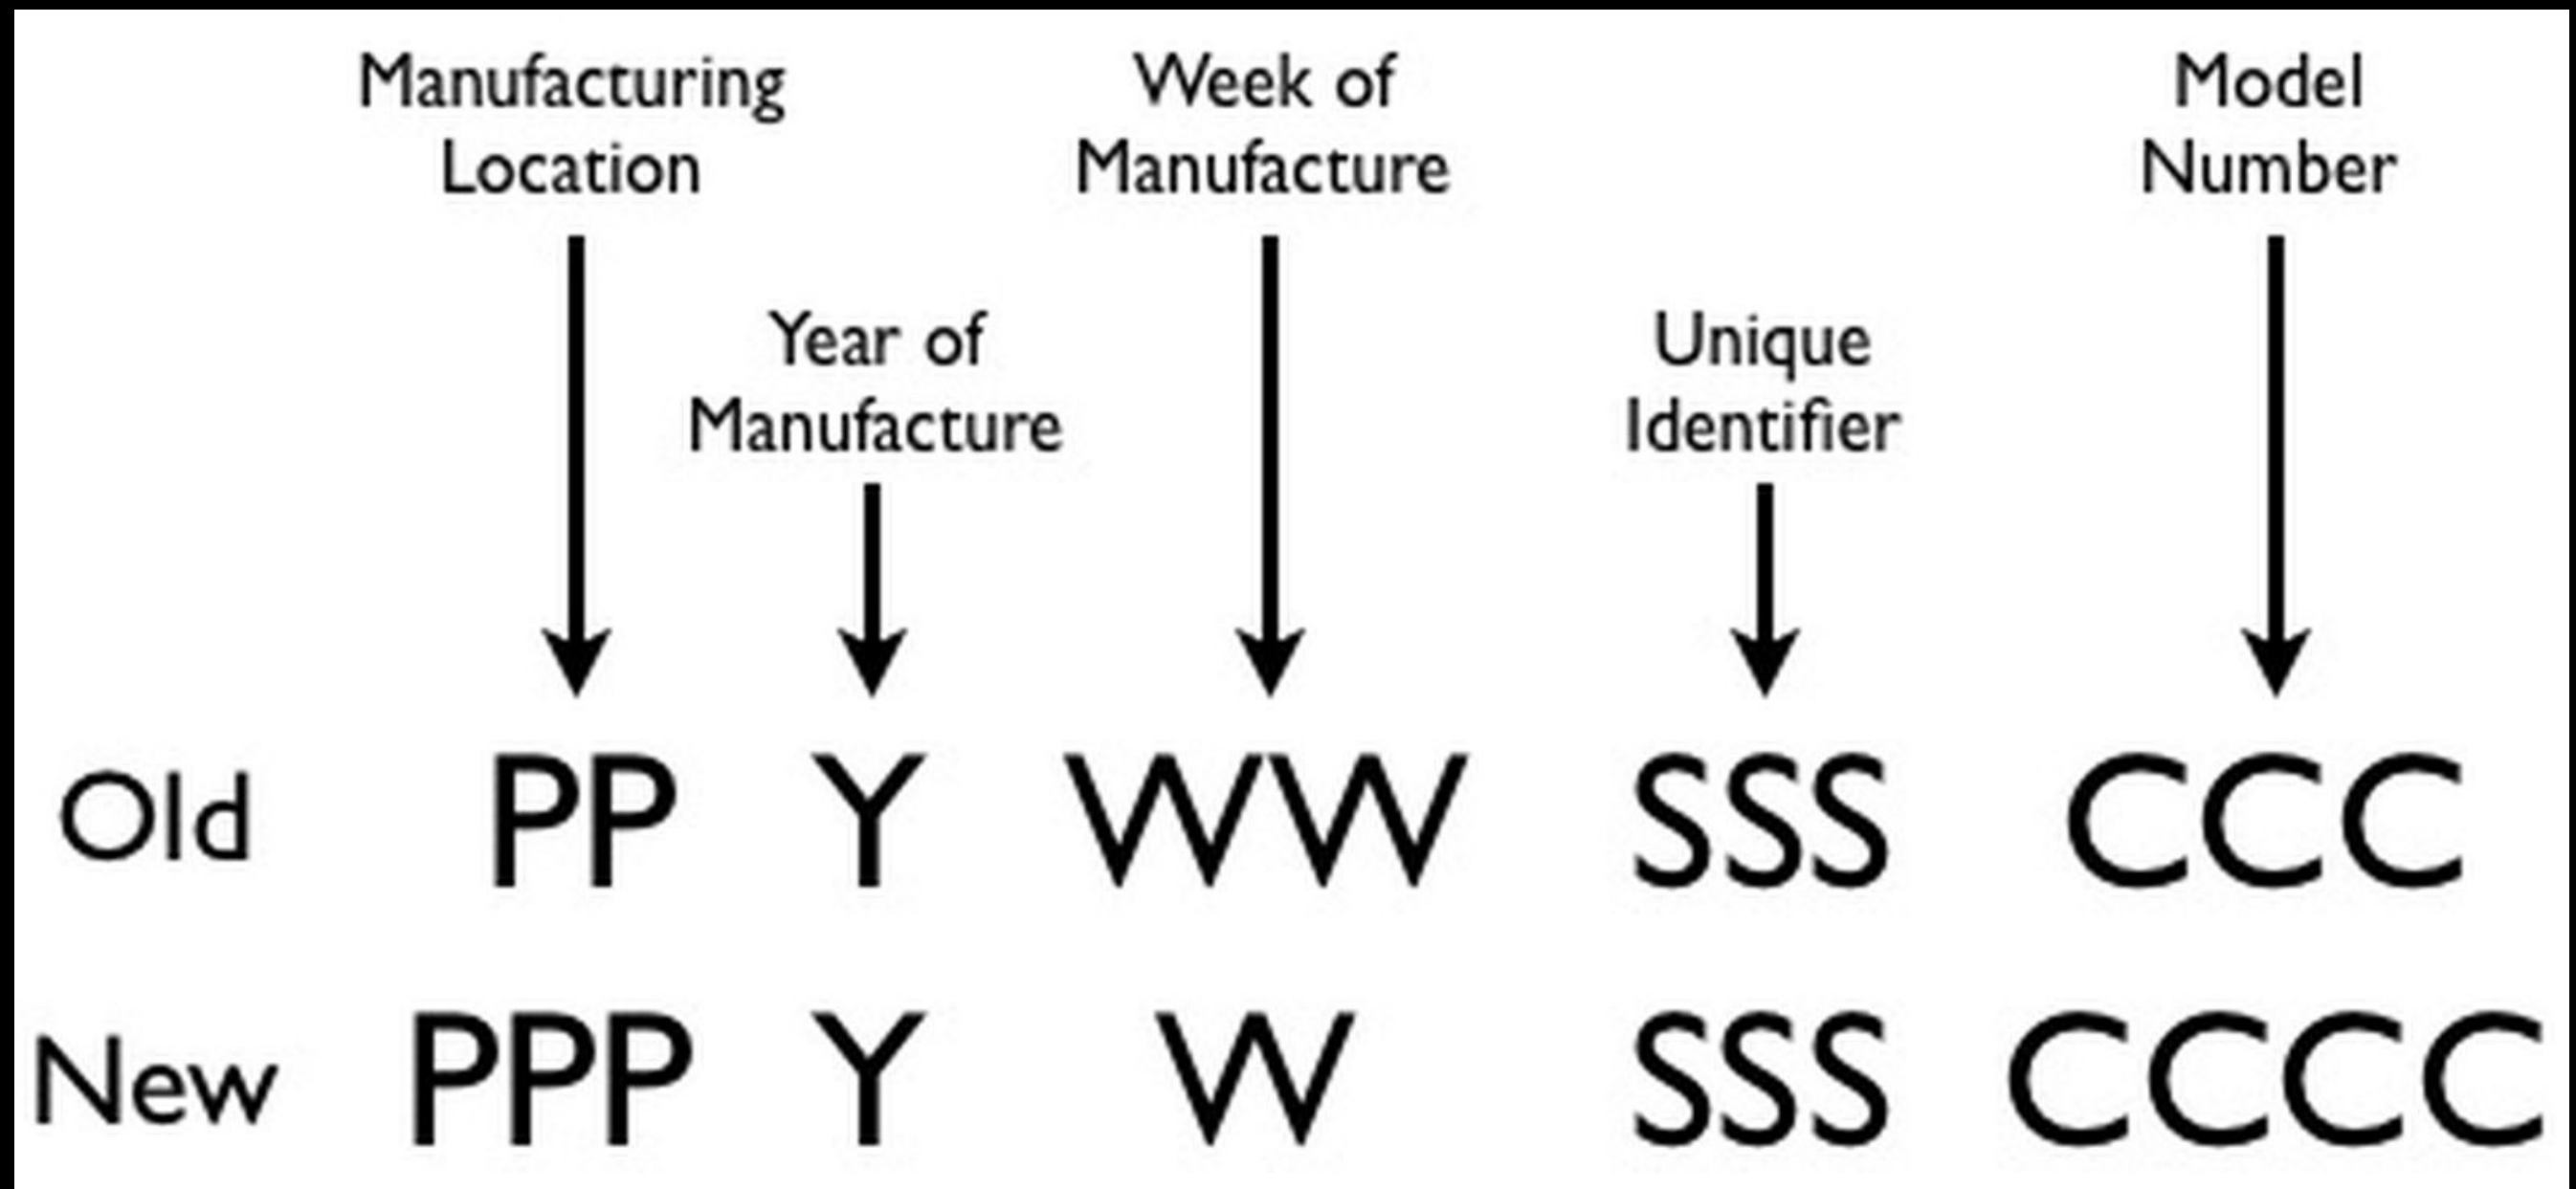 Manufacturing
Location
Week of
Manufacture
Model
Number
Year of
Manufacture
Unique
Identifier
Old PP Y WW SSS CCC
New PPP Y W SSS CCCC